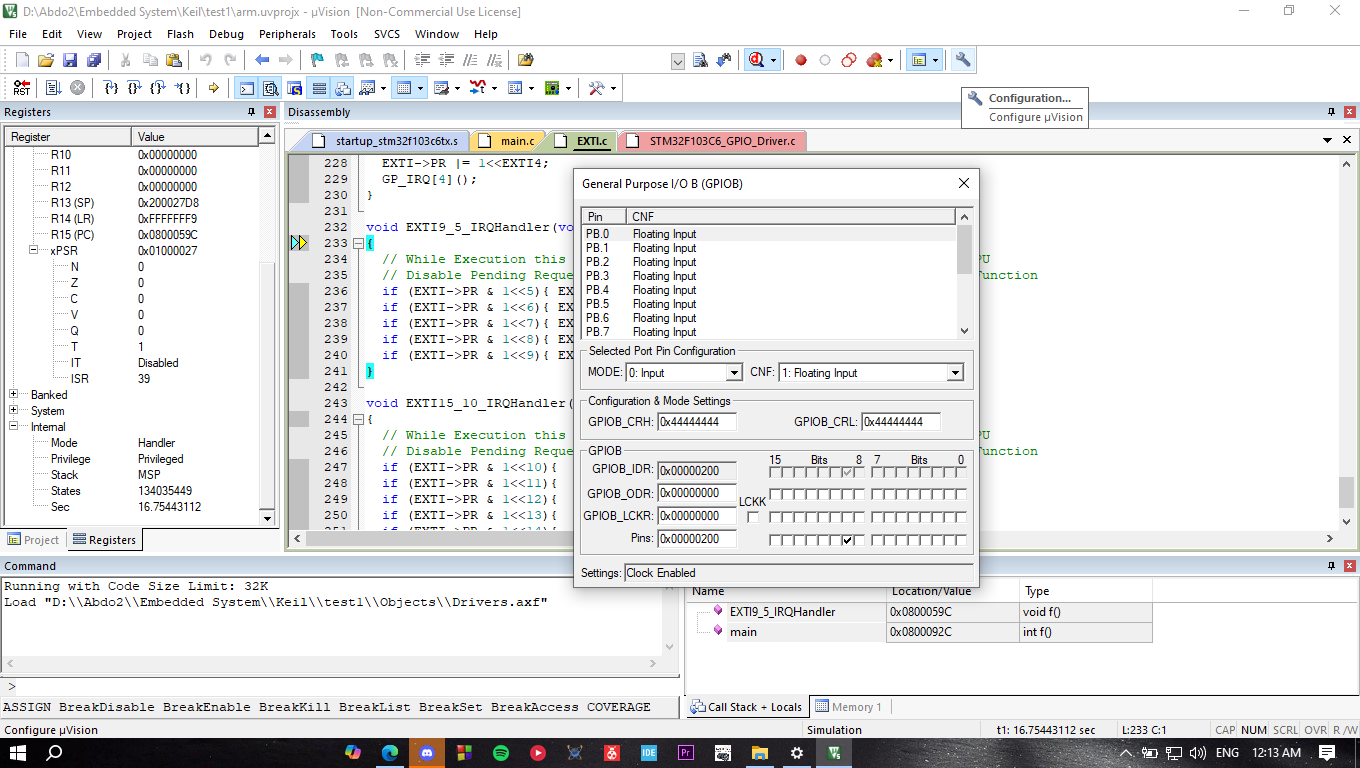 D:\Abdo2\Embedded System\Keil\test1\arm.uvprojx - µVision  [Non-Commercial Use License]
File Edit View Project Flash Debug Peripherals Tools SVCS Window Help
RST
Configuration...
Configure µVision
Registers
Disassembly
Register Value
R10 0x00000000
R11 0x00000000
R12 0x00000000
R13 (SP) 0x200027D8
R14 (LR) 0xFFFFFFF9
R15 (PC) 0x0800059C
xPSR 0x01000027
N 0
Z 0
C 0
V 0
Q 0
T 1
IT Disabled
ISR 39
Banked
System
Internal
Mode Handler
Privilege Privileged
Stack MSP
States 134035449
Sec 16.75443112
Project Registers
startup_stm32f103c6tx.s main.c EXTI.c STM32F103C6_GPIO_Driver.c
228 EXTI->PR |= 1<<EXTI4;
229 GP_IRQ[4]();
230 }
231
232 void EXTI9_5_IRQHandler(vo
233 {
234 // While Execution this PU
235 // Disable Pending Reque unction
236 if (EXTI->PR & 1<<5){ EX
237 if (EXTI->PR & 1<<6){ EX
238 if (EXTI->PR & 1<<7){ EX
239 if (EXTI->PR & 1<<8){ EX
240 if (EXTI->PR & 1<<9){ EX
241 }
242
243 void EXTI15_10_IRQHandler(
244 {
245 // While Execution this PU
246 // Disable Pending Reque unction
247 if (EXTI->PR & 1<<10){
248 if (EXTI->PR & 1<<11){
249 if (EXTI->PR & 1<<12){
250 if (EXTI->PR & 1<<13){
General Purpose I/O B (GPIOB)
Pin CNF
PB.0 Floating Input
PB.1 Floating Input
PB.2 Floating Input
PB.3 Floating Input
PB.4 Floating Input
PB.5 Floating Input
PB.6 Floating Input
PB.7 Floating Input
Selected Port Pin Configuration
MODE: 0: Input CNF: 1: Floating Input
Configuration & Mode Settings
GPIOB_CRH: 0x44444444 GPIOB_CRL: 0x44444444
GPIOB
15 Bits 8 7 Bits 0
GPIOB_IDR: 0x00000200
GPIOB_ODR: 0x00000000
LCKK
GPIOB_LCKR: 0x00000000
Pins: 0x00000200
Settings: Clock Enabled
Command
Running with Code Size Limit: 32K
Load "D:\\Abdo2\\Embedded System\\Keil\\test1\\Objects\\Drivers.axf"
>
ASSIGN BreakDisable BreakEnable BreakKill BreakList BreakSet BreakAccess COVERAGE
Name Location/Value Type
EXTI9_5_IRQHandler 0x0800059C void f()
main 0x0800092C int f()
Call Stack + Locals Memory 1
Configure µVision Simulation t1: 16.75443112 sec L:233 C:1 CAP NUM SCRL OVR R/W
IDE Pr ENG 12:13 AM